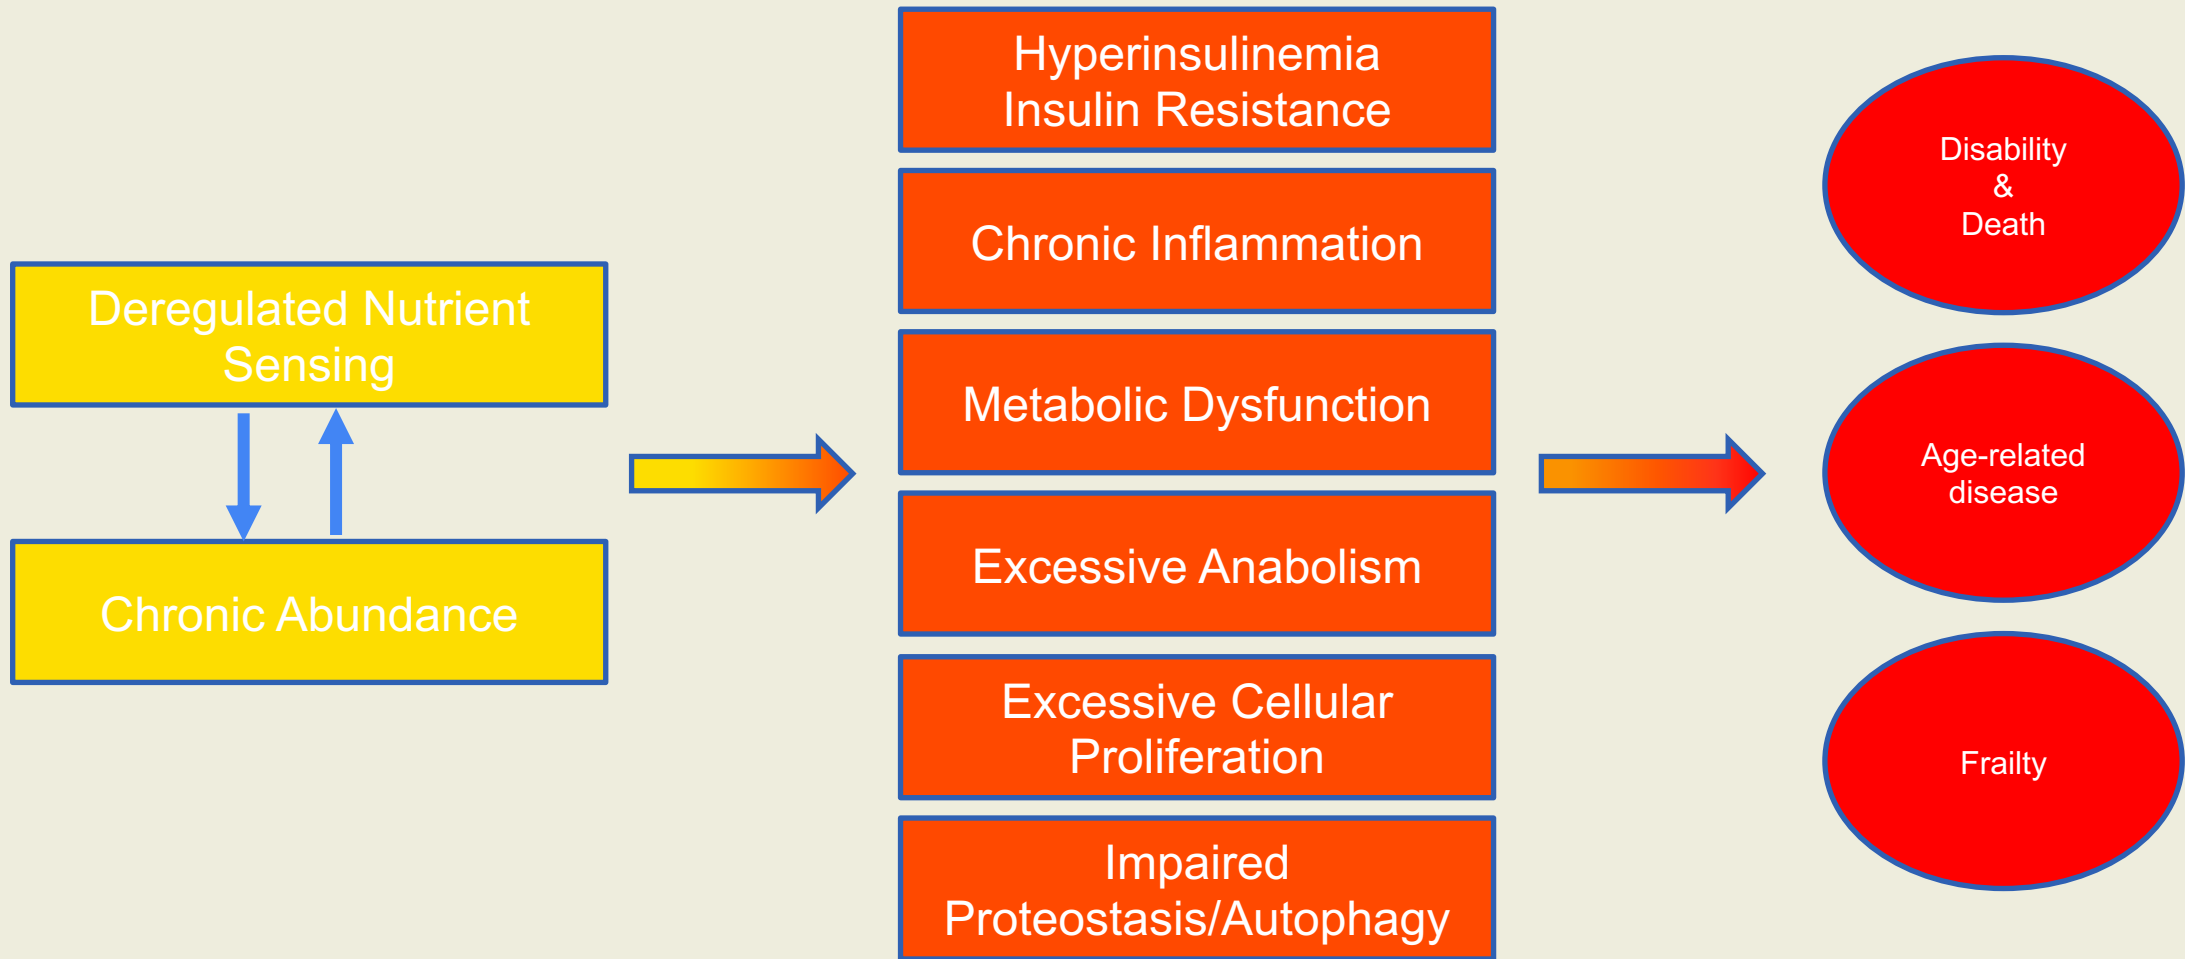 Deregulated Nutrient
Sensing
Chronic Abundance
Hyperinsulinemia
Insulin Resistance
Chronic Inflammation
Metabolic Dysfunction
Excessive Anabolism
Excessive Cellular
Proliferation
Impaired
Proteostasis/Autophagy
Disability
&
Death
Age-related
disease
Frailty